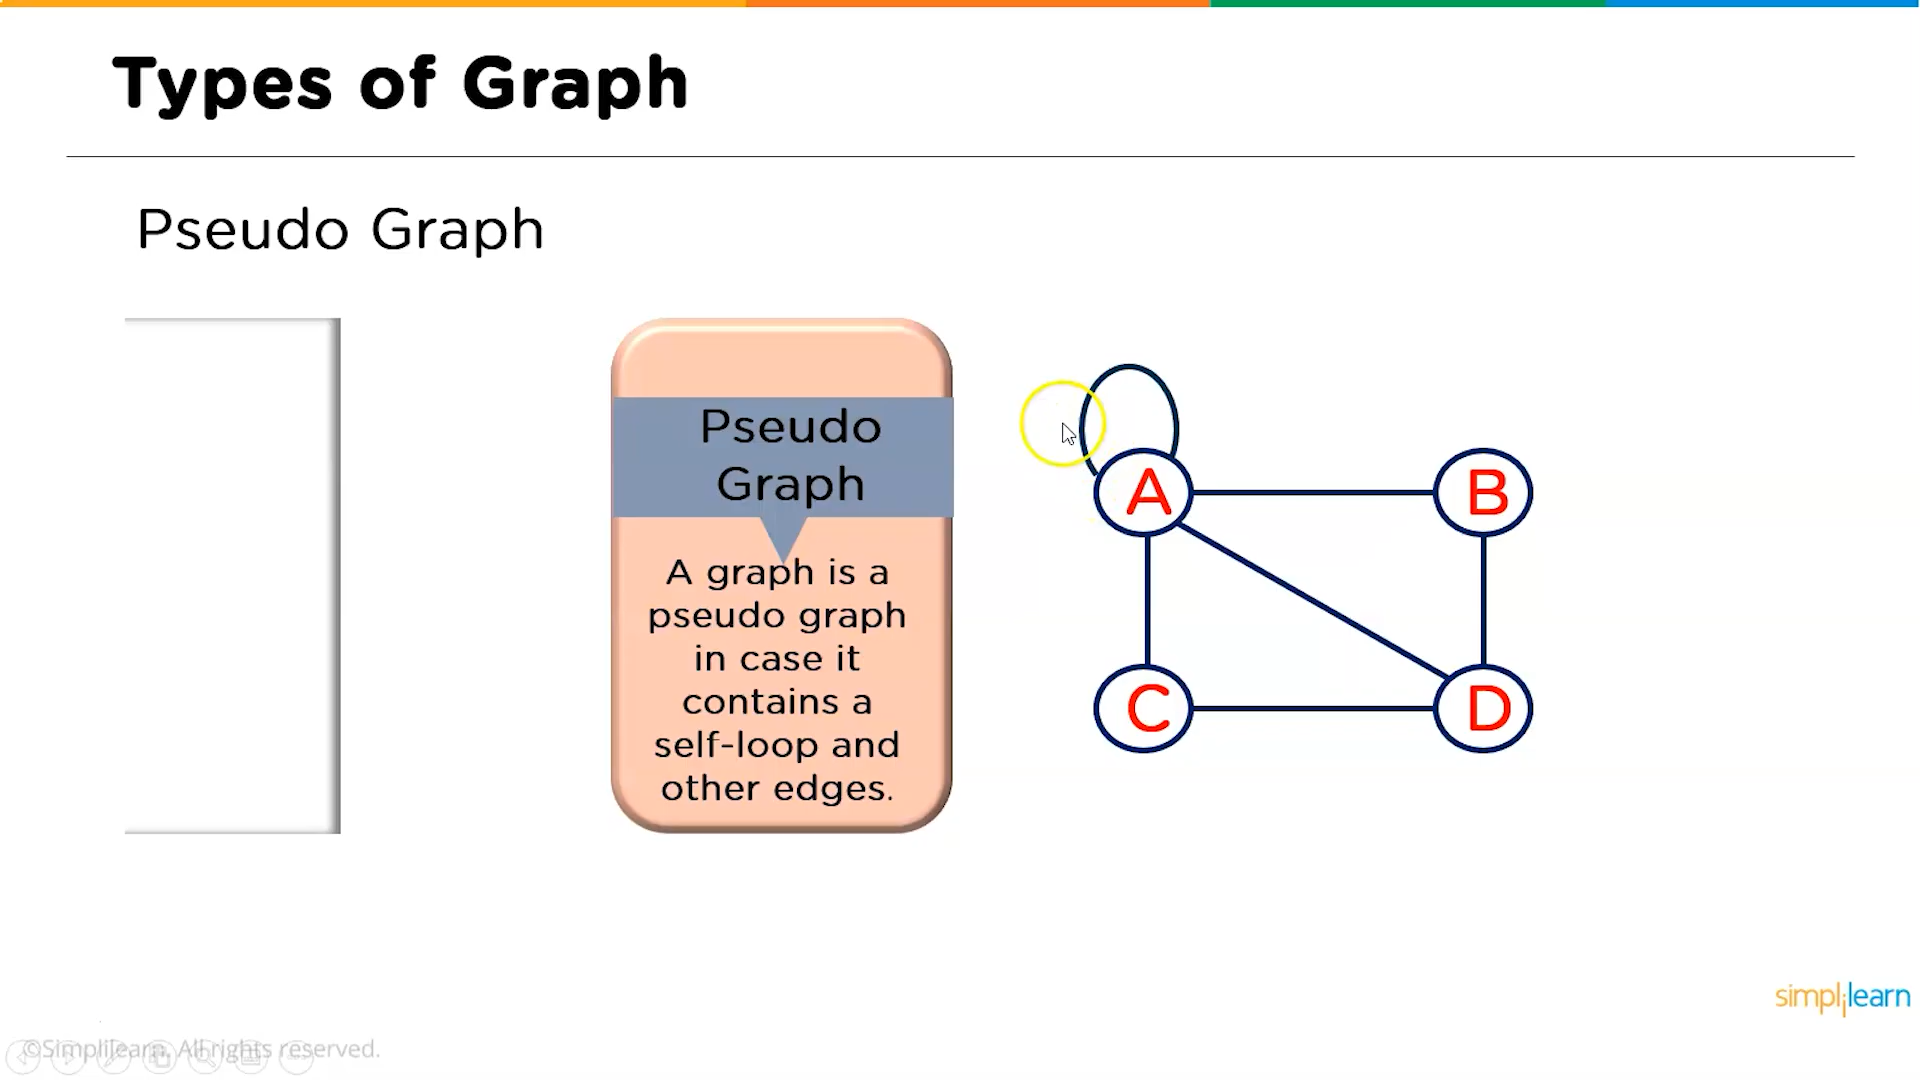 Types of Graph
Pseudo Graph
Pseudo
Graph
A graph is a
pseudo graph
in case it
contains a
self-loop and
other edges.
A
B
C
D
simplilearn
©Simplilearn. All rights reserved.